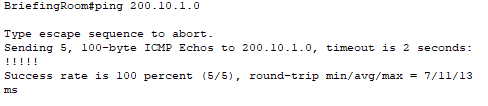 BriefingRoom#ping 200.10.1.0
Type escape sequence to abort.
Sending 5, 100-byte ICMP Echos to 200.10.1.0, timeout is 2 seconds:
!!!!!
Success rate is 100 percent (5/5), round-trip min/avg/max = 7/11/13
ms